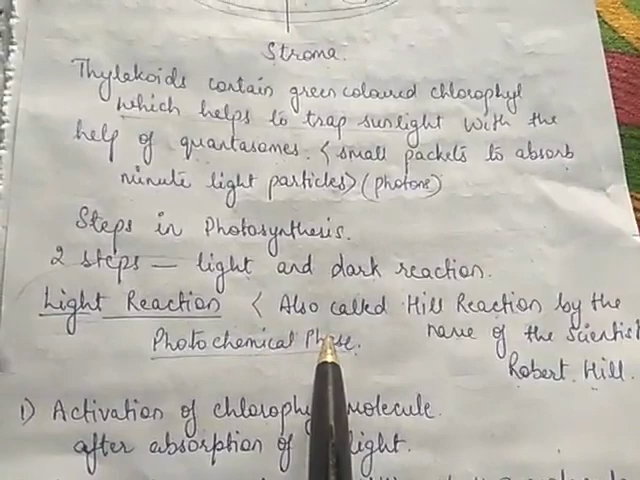 Stroma.
Thylakoids contain green coloured chlorophyl
which helps to trap sunlight with the
help of quantasomes. < small packets to absorb
minute light particles> (photone)
Steps in Photosynthesis.
2 steps — light and dark reaction.
Light Reaction < Also called Hill Reaction by the
Photochemical Phase. name of the Scientist
Robert Hill.
1) Activation of chlorophyl molecule
after absorption of light.